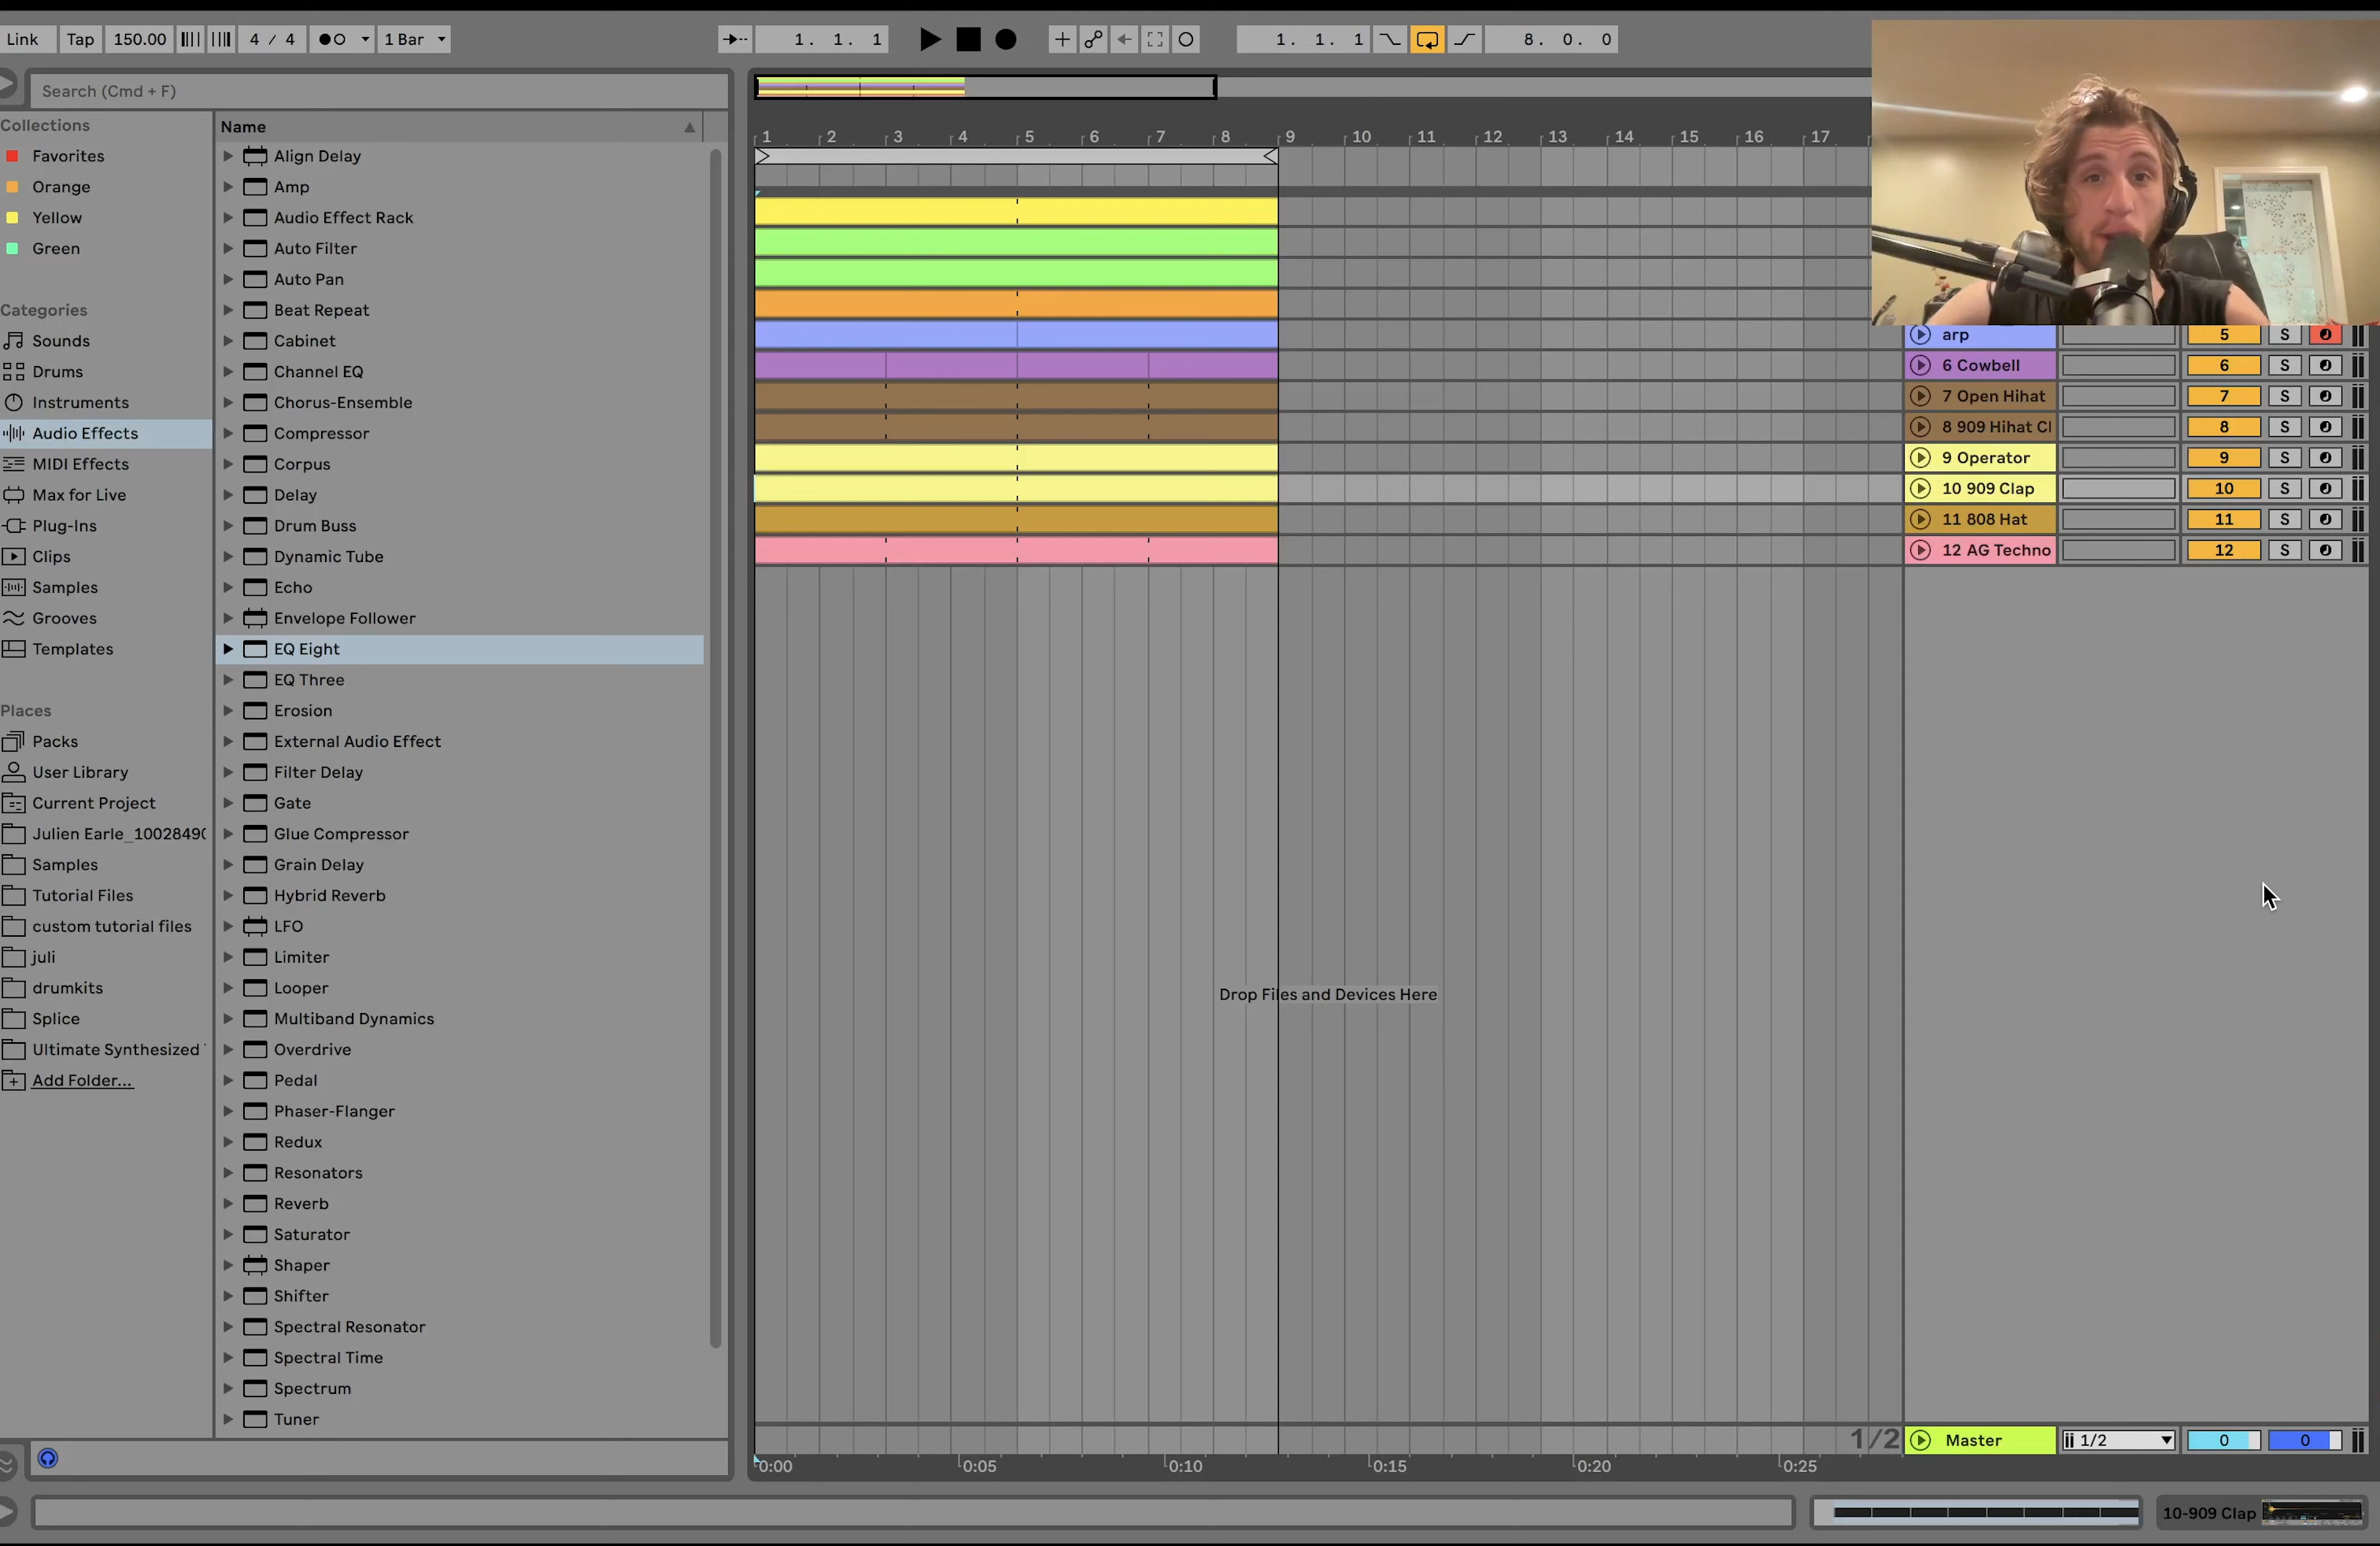 Link Tap 150.00 4 / 4 1 Bar 1. 1. 1 1. 1. 1 8. 0. 0
Search (Cmd + F)
Collections
Favorites
Orange
Yellow
Green
Categories
Sounds
Drums
Instruments
Audio Effects
MIDI Effects
Max for Live
Plug-Ins
Clips
Samples
Grooves
Templates
Places
Packs
User Library
Current Project
Julien Earle_1002849
Samples
Tutorial Files
custom tutorial files
juli
drumkits
Splice
Ultimate Synthesized
Add Folder...
Name
Align Delay
Amp
Audio Effect Rack
Auto Filter
Auto Pan
Beat Repeat
Cabinet
Channel EQ
Chorus-Ensemble
Compressor
Corpus
Delay
Drum Buss
Dynamic Tube
Echo
Envelope Follower
EQ Eight
EQ Three
Erosion
External Audio Effect
Filter Delay
Gate
Glue Compressor
Grain Delay
Hybrid Reverb
LFO
Limiter
Looper
Multiband Dynamics
Overdrive
Pedal
Phaser-Flanger
Redux
Resonators
Reverb
Saturator
Shaper
Shifter
Spectral Resonator
Spectral Time
Spectrum
Tuner
1 2 3 4 5 6 7 8 9 10 11 12 13 14 15 16 17
arp 5 S
6 Cowbell 6 S
7 Open Hihat 7 S
8 909 Hihat Cl 8 S
9 Operator 9 S
10 909 Clap 10 S
11 808 Hat 11 S
12 AG Techno 12 S
Drop Files and Devices Here
1/2 Master 1/2 0 0
0:00 0:05 0:10 0:15 0:20 0:25
10-909 Clap